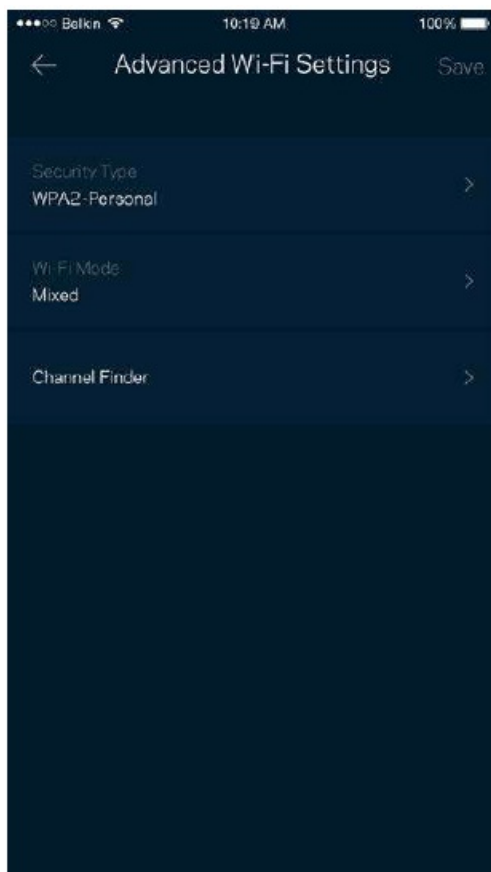 Belkin 10:19 AM 100%
Advanced Wi-Fi Settings Save
Security Type
WPA2-Personal
Wi-Fi Mode
Mixed
Channel Finder